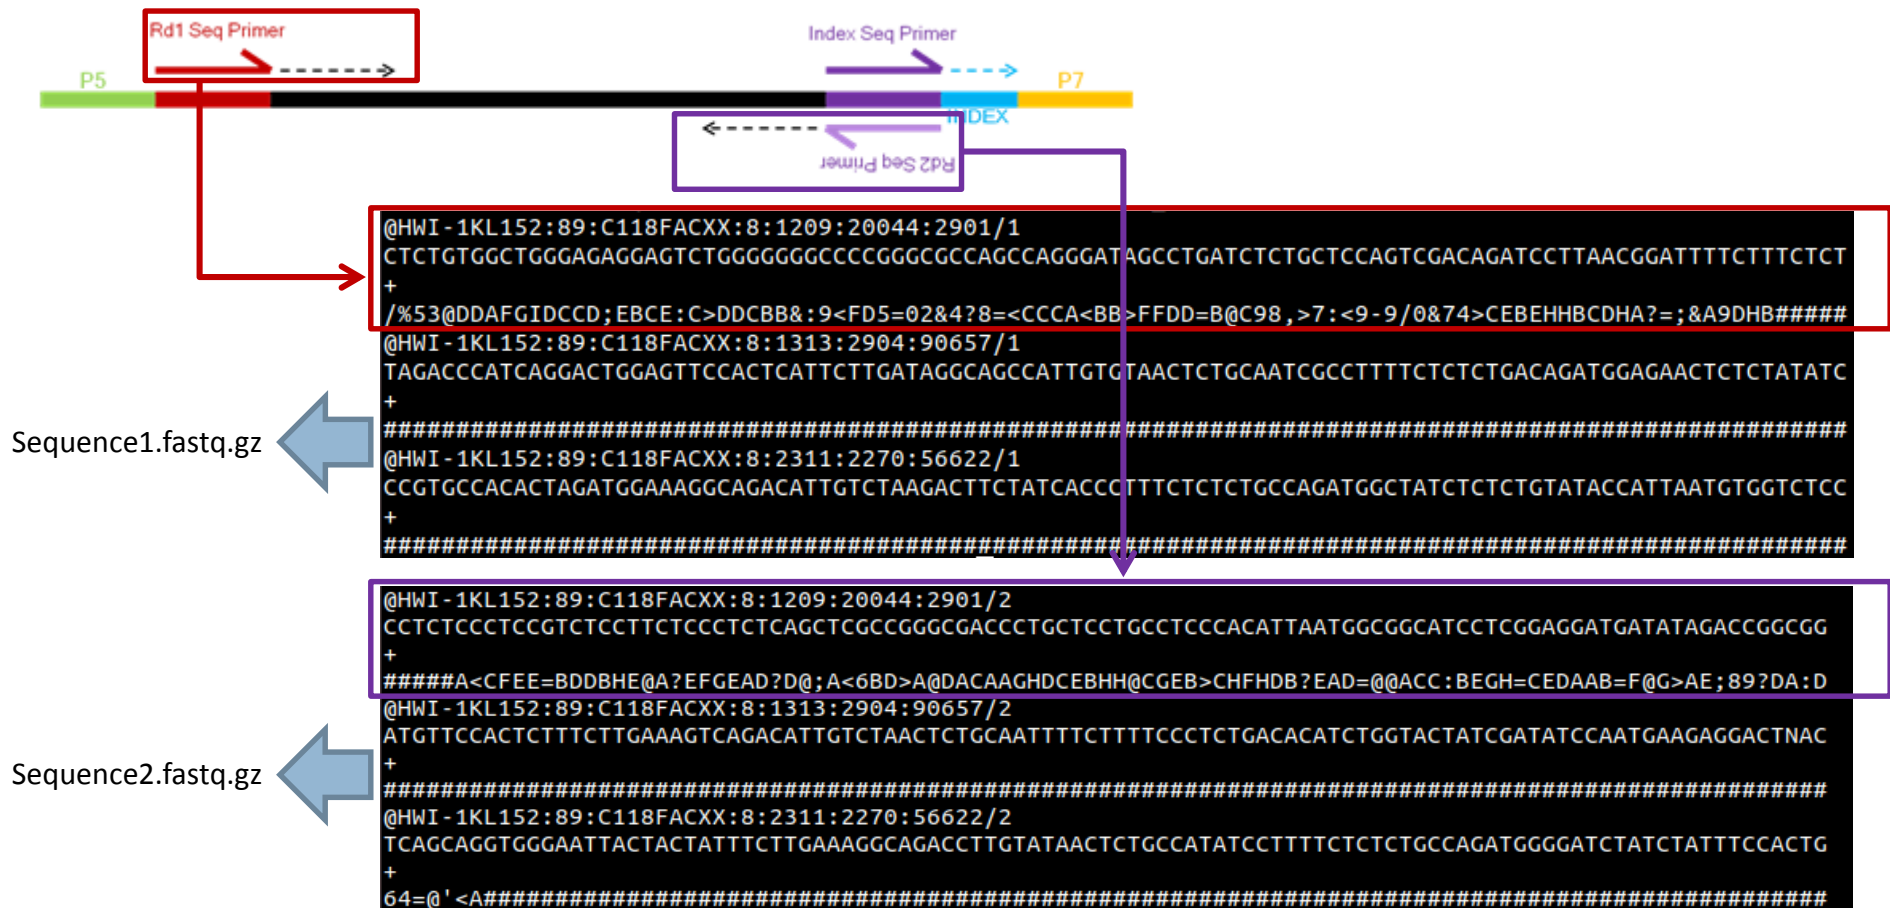 Rd1 Seq Primer
Index Seq Primer
P5
P7
INDEX
Rd2 Seq Primer
@HWI-1KL152:89:C118FACXX:8:1209:20044:2901/1
CTCTGTGGCTGGGAGAGGAGTCTGGGGGGGCCCCGGGCGCCAGCCAGGGATAGCCTGATCTCTGCTCCAGTCGACAGATCCTTAACGGATTTTCTTTCTCT
+
/%53@DDAFGIDCCD;EBCE:C>DDCBB&:9<FD5=02&4?8=<CCCA<BB>FFDD=B@C98,>7:<9-9/0&74>CEBEHHBCDHA?=;&A9DHB#####
@HWI-1KL152:89:C118FACXX:8:1313:2904:90657/1
TAGACCCATCAGGACTGGAGTTCCACTCATTCTTGATAGGCAGCCATTGTGTAACTCTGCAATCGCCTTTTCTCTCTGACAGATGGAGAACTCTCTATATC
+
#####################################################################################################
Sequence1.fastq.gz
@HWI-1KL152:89:C118FACXX:8:2311:2270:56622/1
CCGTGCCACACTAGATGGAAAGGCAGACATTGTCTAAGACTTCTATCACCCTTTCTCTCTGCCAGATGGCTATCTCTCTGTATACCATTAATGTGGTCTCC
+
#####################################################################################################
@HWI-1KL152:89:C118FACXX:8:1209:20044:2901/2
CCTCTCCCTCCGTCTCCTTCTCCCTCTCAGCTCGCCGGGCGACCCTGCTCCTGCCTCCCACATTAATGGCGGCATCCTCGGAGGATGATATAGACCGGCGG
+
#####A<CFEE=BDDBHE@A?EFGEAD?D@;A<6BD>A@DACAAGHDCEBHH@CGEB>CHFHDB?EAD=@@ACC:BEGH=CEDAAB=F@G>AE;89?DA:D
@HWI-1KL152:89:C118FACXX:8:1313:2904:90657/2
ATGTTCCACTCTTTCTTGAAAGTCAGACATTGTCTAACTCTGCAATTTTCTTTTCCCTCTGACACATCTGGTACTATCGATATCCAATGAAGAGGACTNAC
+
#####################################################################################################
Sequence2.fastq.gz
@HWI-1KL152:89:C118FACXX:8:2311:2270:56622/2
TCAGCAGGTGGGAATTACTACTATTTCTTGAAAGGCAGACCTTGTATAACTCTGCCATATCCTTTTCTCTCTGCCAGATGGGGATCTATCTATTTCCACTG
+
64=@'<A##############################################################################################